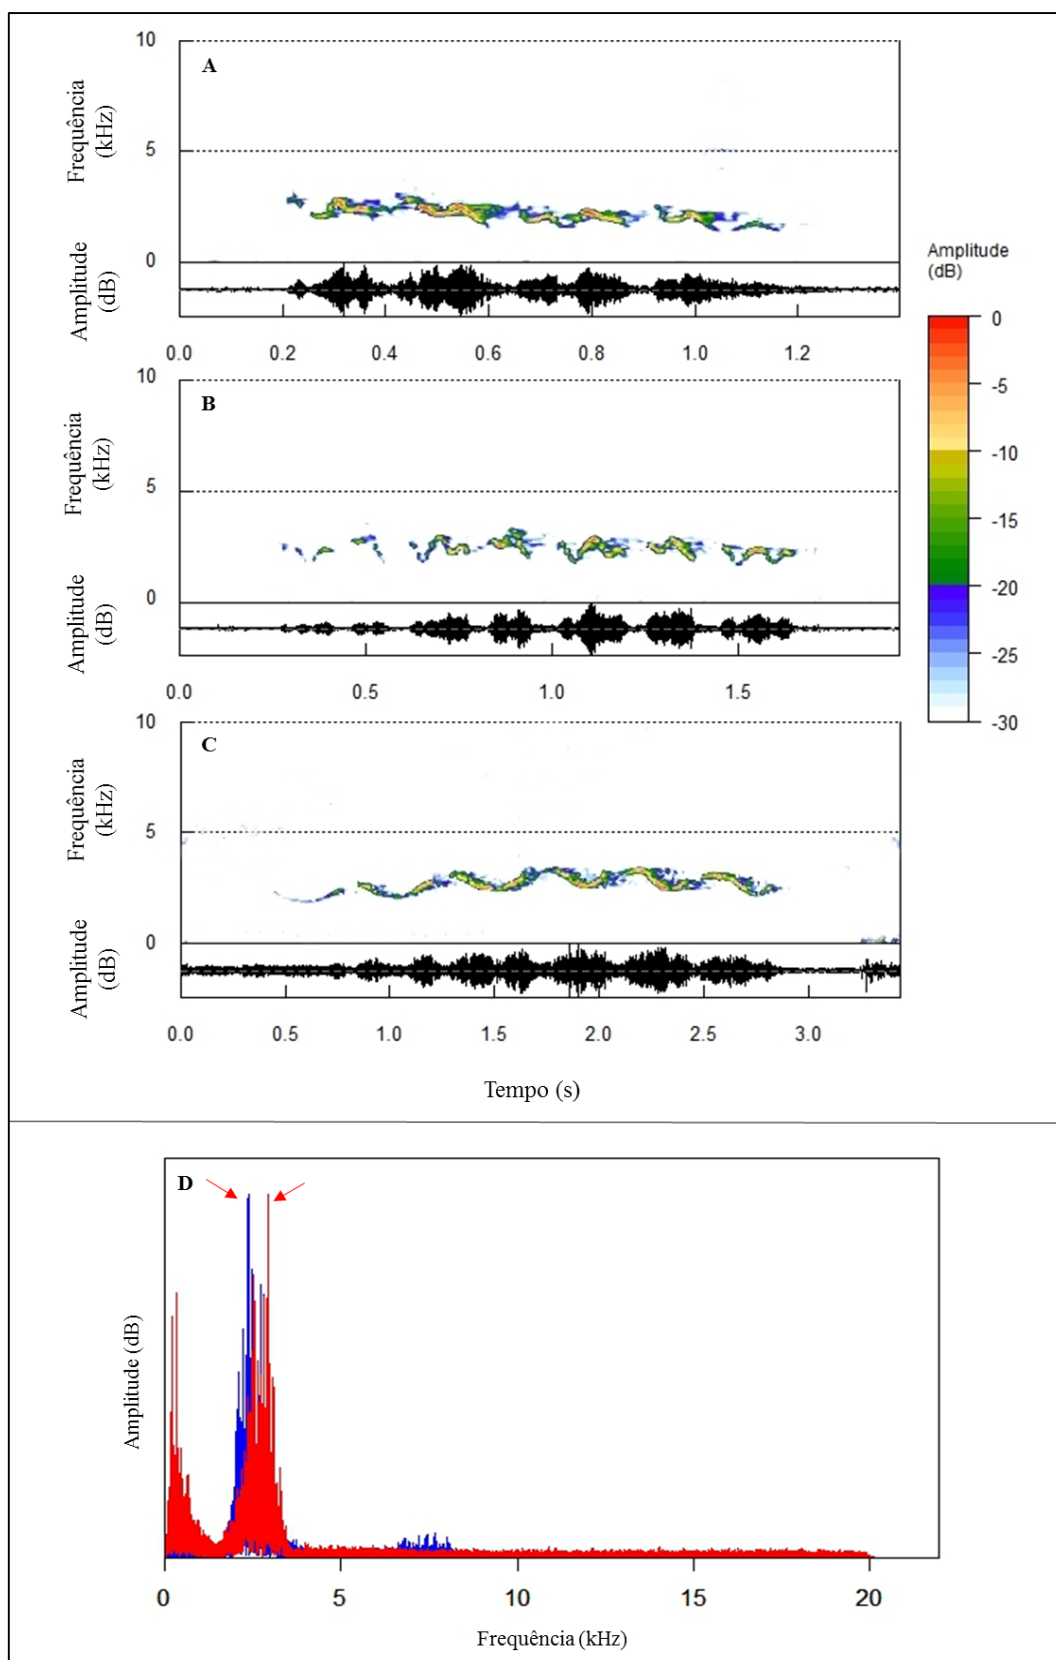 10
A
Frequência
(kHz)
5
0
Amplitude
(dB)
0.0 0.2 0.4 0.6 0.8 1.0 1.2
10
B
Frequência
(kHz)
5
0
Amplitude
(dB)
0.0 0.5 1.0 1.5
10
C
Frequência
(kHz)
5
0
Amplitude
(dB)
0.0 0.5 1.0 1.5 2.0 2.5 3.0
Tempo (s)
Amplitude
(dB)
0
-5
-10
-15
-20
-25
-30
D
Amplitude (dB)
0 5 10 15 20
Frequência (kHz)